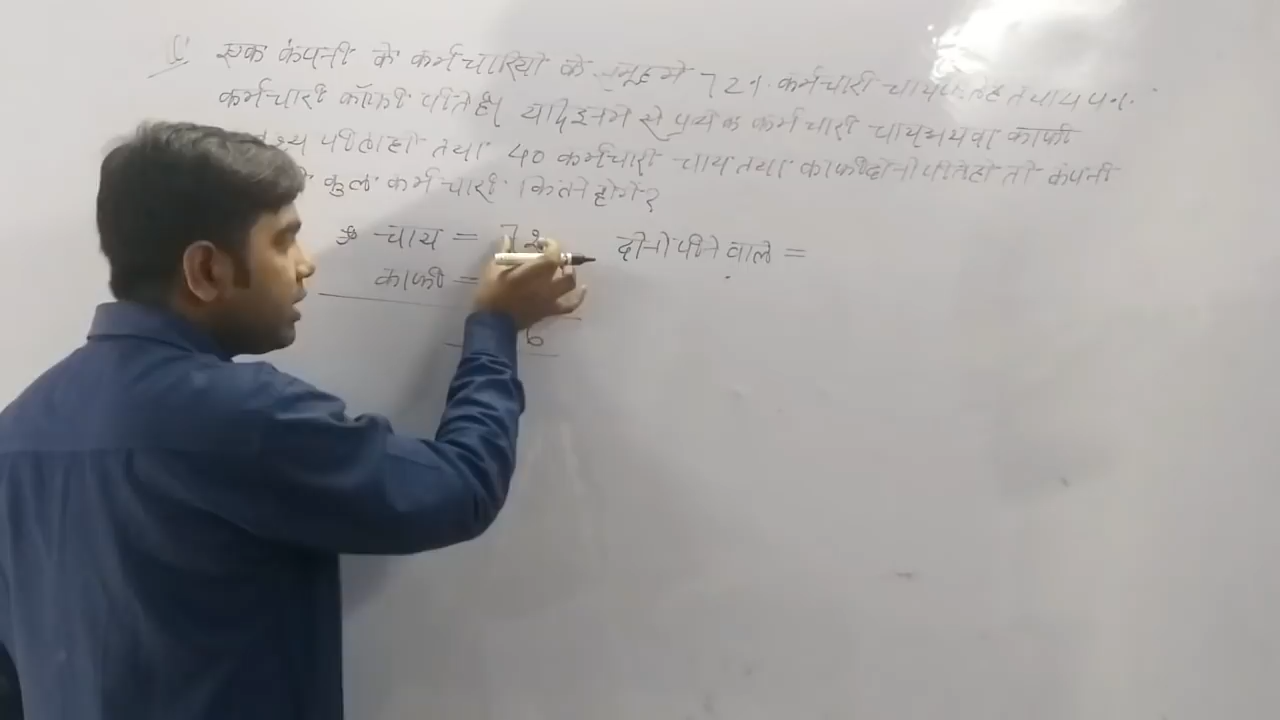 Q. एक कंपनी के कर्मचारियो के समूह मे 72%. कर्मचारी चाय तथा
कर्मचारी कॉफी पीते है। यदि इनमे से प्रत्येक कर्मचारी चाय अथवा काफी
तथा 40 कर्मचारी चाय तथा काफी दोनो पीते हो तो कंपनी
कुल कर्मचारी कितने होगे?
चाय = 72 दोनो पीने वाले =
काफी =
6